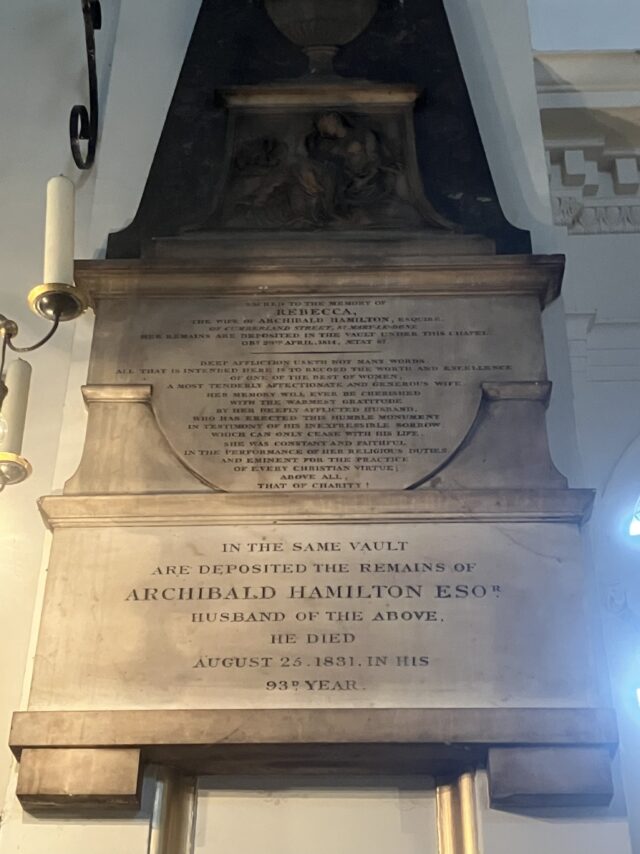 SACRED TO THE MEMORY OF
REBECCA,
THE WIFE OF ARCHIBALD HAMILTON, ESQUIRE.
OF CUMBERLAND STREET, ST MARY-LE-BONE
HER REMAINS ARE DEPOSITED IN THE VAULT UNDER THIS CHAPEL.
OBT 29TH APRIL, 1814, ÆTAT 67
DEEP AFFLICTION USETH NOT MANY WORDS.
ALL THAT IS INTENDED HERE IS TO RECORD THE WORTH AND EXCELLENCE
OF ONE OF THE BEST OF WOMEN,
A MOST TENDERLY AFFECTIONATE AND GENEROUS WIFE.
HER MEMORY WILL EVER BE CHERISHED
WITH THE WARMEST GRATITUDE
BY HER DEEPLY AFFLICTED HUSBAND,
WHO HAS ERECTED THIS HUMBLE MONUMENT
IN TESTIMONY OF HIS INEXPRESSIBLE SORROW
WHICH CAN ONLY CEASE WITH HIS LIFE.
SHE WAS CONSTANT AND FAITHFUL
IN THE PERFORMANCE OF HER RELIGIOUS DUTIES
AND EMINENT FOR THE PRACTICE
OF EVERY CHRISTIAN VIRTUE;
ABOVE ALL,
THAT OF CHARITY!
IN THE SAME VAULT
ARE DEPOSITED THE REMAINS OF
ARCHIBALD HAMILTON ESQR.
HUSBAND OF THE ABOVE.
HE DIED
AUGUST 25. 1831. IN HIS
93D YEAR.